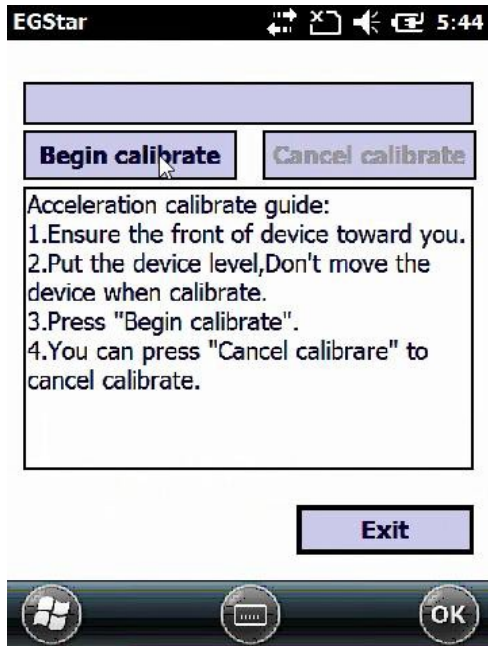 EGStar 5:44
Begin calibrate Cancel calibrate
Acceleration calibrate guide:
1.Ensure the front of device toward you.
2.Put the device level,Don't move the
device when calibrate.
3.Press "Begin calibrate".
4.You can press "Cancel calibrare" to
cancel calibrate.
Exit
OK